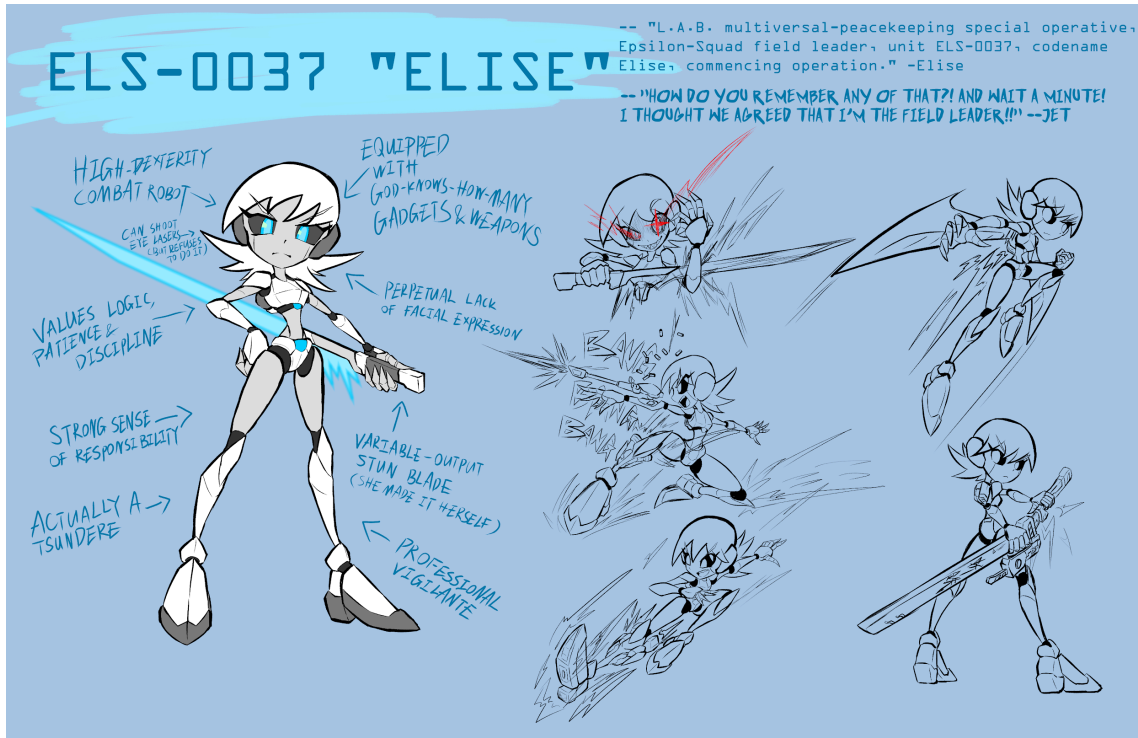 ELS-0037 "ELISE"
-- "L.A.B. multiversal-peacekeeping special operative,
Epsilon-Squad field leader, unit ELS-0037, codename
Elise, commencing operation." -Elise
-- "HOW DO YOU REMEMBER ANY OF THAT?! AND WAIT A MINUTE!
I THOUGHT WE AGREED THAT I'M THE FIELD LEADER!!" --JET
HIGH-DEXTERITY
COMBAT ROBOT
EQUIPPED
WITH
GOD-KNOWS-HOW-MANY
GADGETS & WEAPONS
CAN SHOOT
EYE LASERS
(BUT REFUSES
TO DO IT)
PERPETUAL LACK
OF FACIAL EXPRESSION
VALUES LOGIC,
PATIENCE &
DISCIPLINE
STRONG SENSE
OF RESPONSIBILITY
VARIABLE-OUTPUT
STUN BLADE
(SHE MADE IT HERSELF)
ACTUALLY A
TSUNDERE
PROFESSIONAL
VIGILANTE
BANG
BANG
BANG